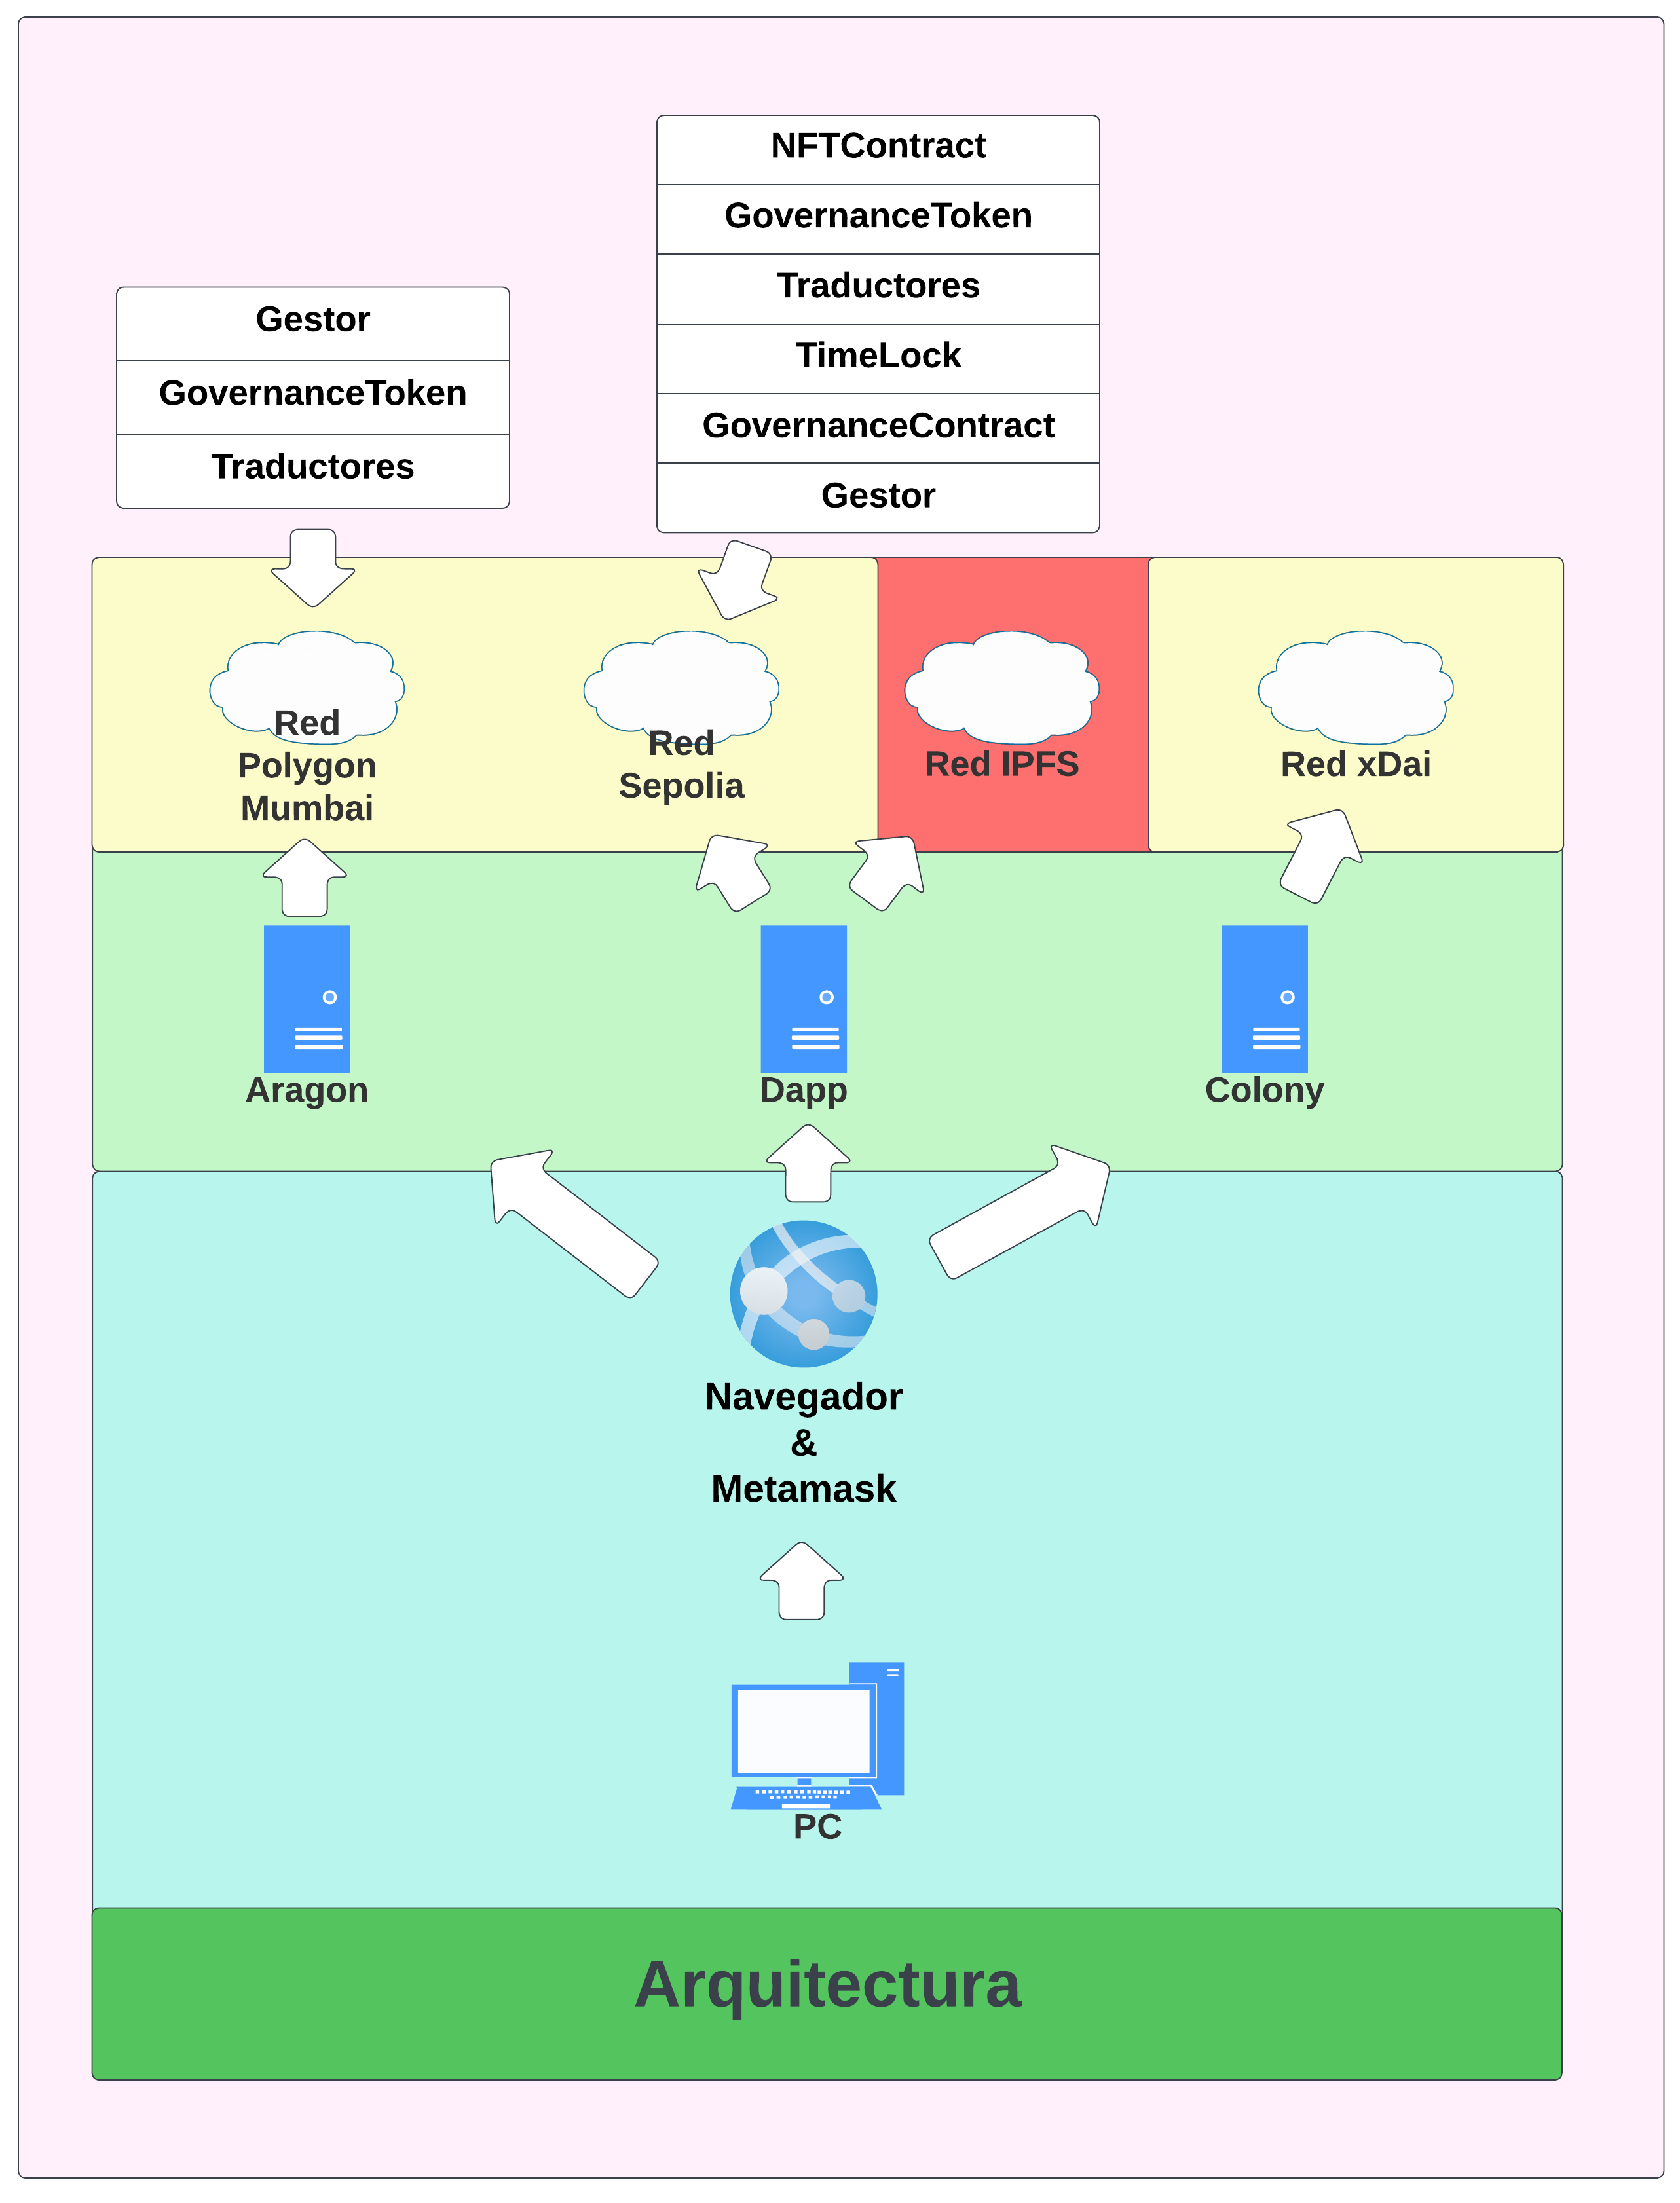 NFTContract
GovernanceToken
Traductores
TimeLock
GovernanceContract
Gestor
Gestor
GovernanceToken
Traductores
Red
Polygon
Mumbai
Red
Sepolia
Red IPFS
Red xDai
Aragon
Dapp
Colony
Navegador
&
Metamask
PC
Arquitectura